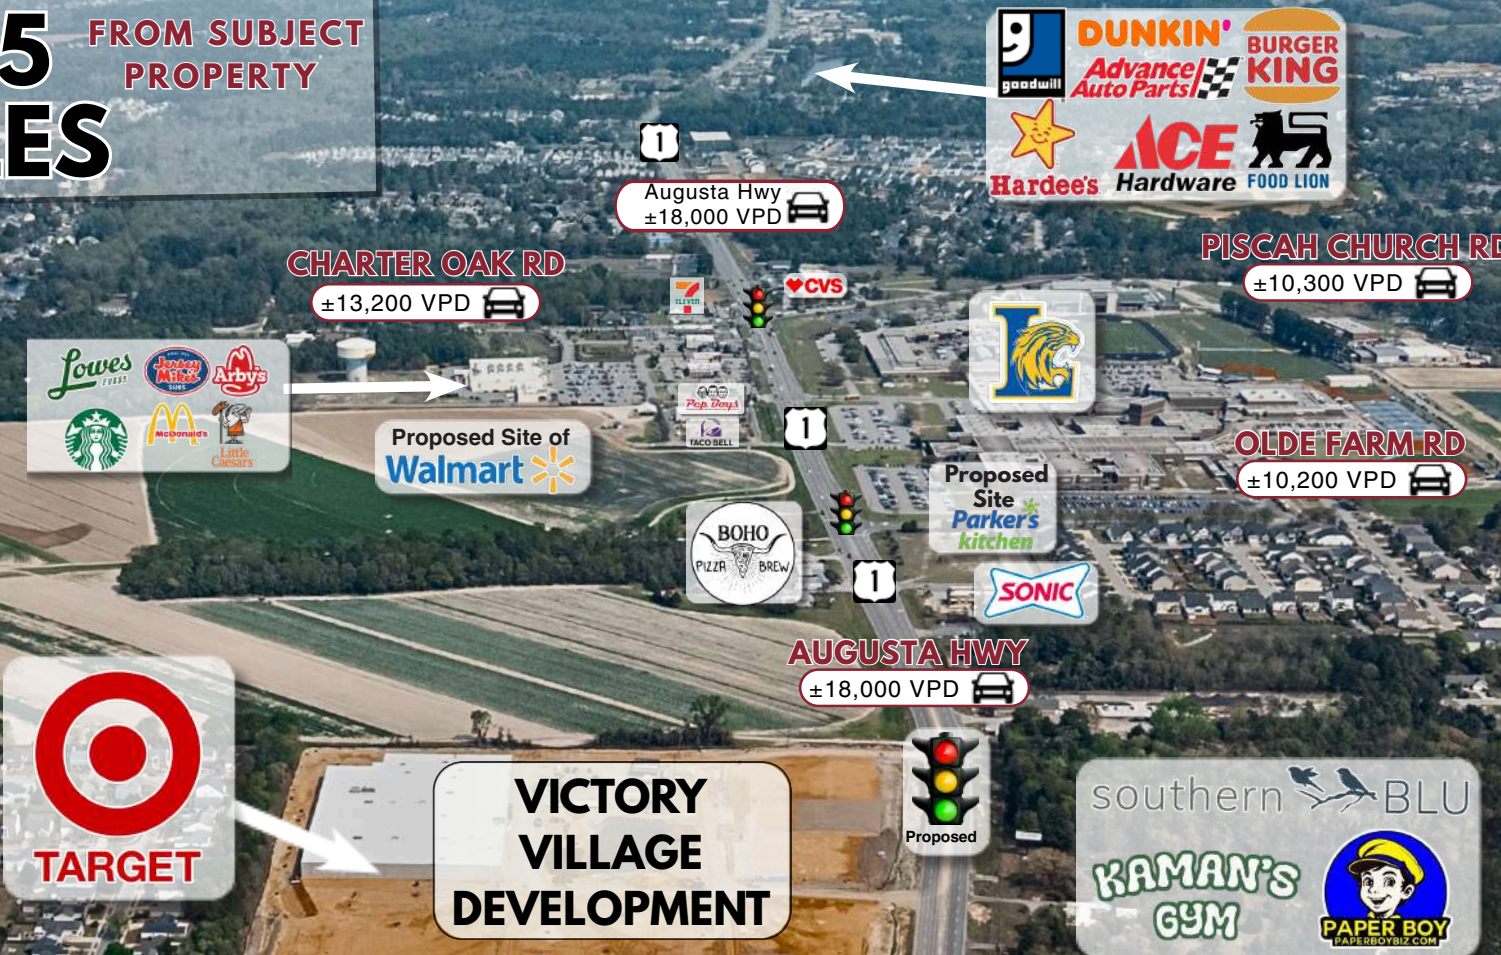 5 FROM SUBJECT
PROPERTY
ES
goodwill
DUNKIN'
BURGER
KING
Advance
Auto Parts
Hardee's
ACE
Hardware
FOOD LION
1
Augusta Hwy
±18,000 VPD
CHARTER OAK RD
±13,200 VPD
PISCAH CHURCH RD
±10,300 VPD
7
ELEVEN
CVS
L
Lowes
FOODS
Jersey
Mike's
SUBS
Arby's
McDonald's
Little
Caesars
Proposed Site of
Walmart
Pep Boys
TACO BELL
1
OLDE FARM RD
±10,200 VPD
Proposed
Site
Parker's
kitchen
BOHO
PIZZA BREW
1
SONIC
AUGUSTA HWY
±18,000 VPD
TARGET
VICTORY
VILLAGE
DEVELOPMENT
Proposed
southern BLU
KAMAN'S
GYM
PAPER BOY
PAPERBOYBIZ.COM